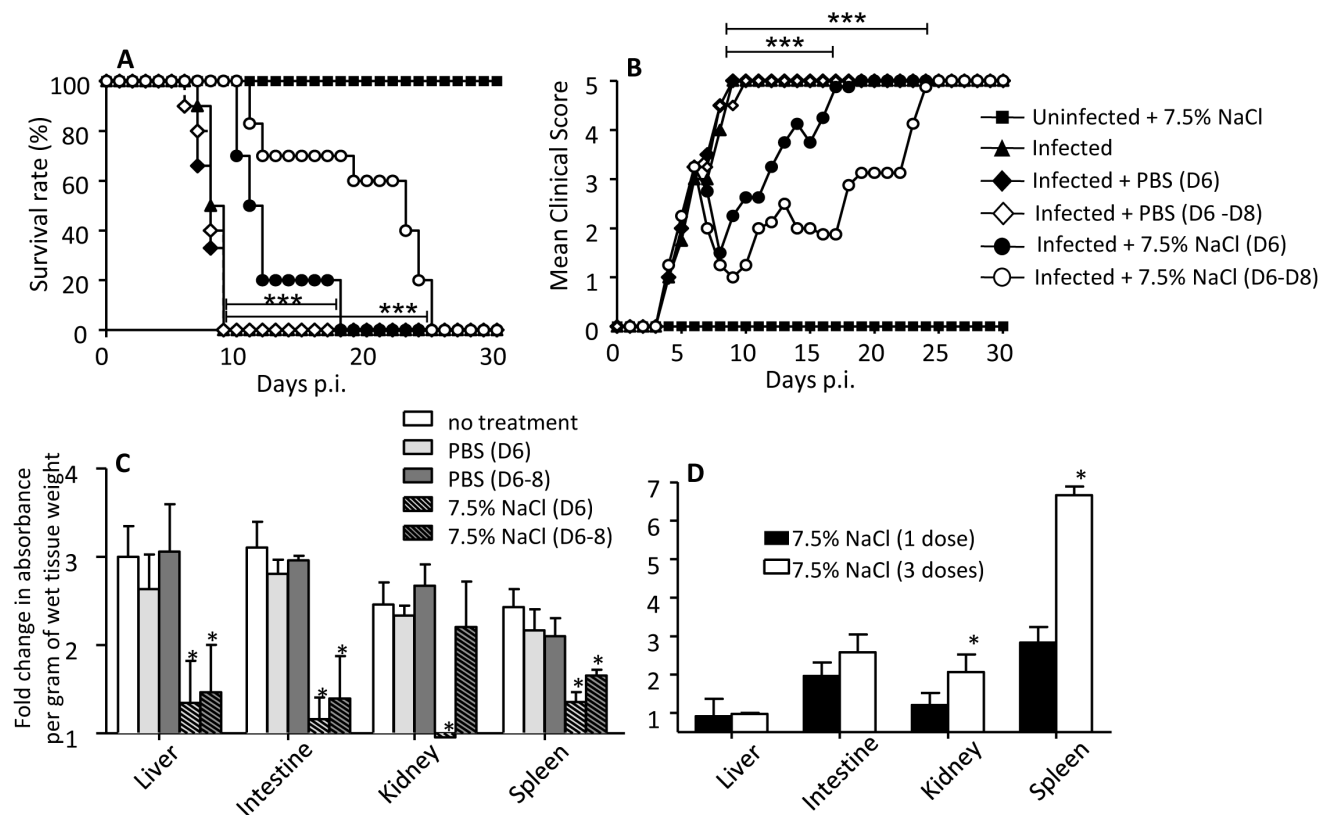 A
***
***
B
100
80
60
40
20
0
Survival rate (%)
***
***
0
10
20
30
Days p.i.
5
4
3
2
1
0
Mean Clinical Score
0
5
10
15
20
25
30
Days p.i.
Uninfected + 7.5% NaCl
Infected
Infected + PBS (D6)
Infected + PBS (D6 -D8)
Infected + 7.5% NaCl (D6)
Infected + 7.5% NaCl (D6-D8)
C
no treatment
PBS (D6)
PBS (D6-8)
7.5% NaCl (D6)
7.5% NaCl (D6-8)
Fold change in absorbance
per gram of wet tissue weight
4
3
2
1
*
*
*
*
*
*
*
Liver
Intestine
Kidney
Spleen
D
7
6
5
4
3
2
1
7.5% NaCl (1 dose)
7.5% NaCl (3 doses)
*
*
Liver
Intestine
Kidney
Spleen